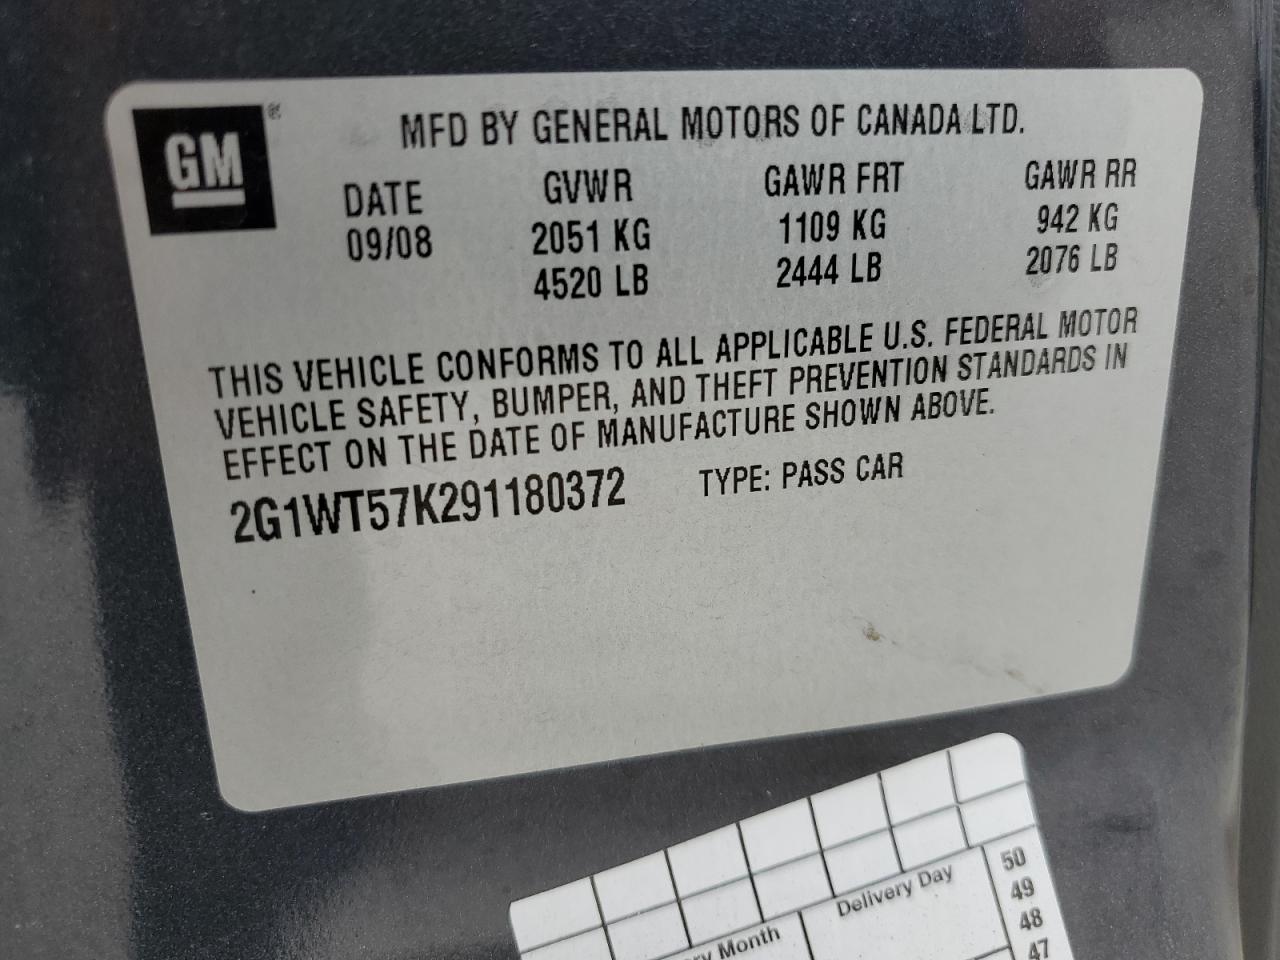 GM®
MFD BY GENERAL MOTORS OF CANADA LTD.
DATE GVWR GAWR FRT GAWR RR
09/08 2051 KG 1109 KG 942 KG
4520 LB 2444 LB 2076 LB
THIS VEHICLE CONFORMS TO ALL APPLICABLE U.S. FEDERAL MOTOR
VEHICLE SAFETY, BUMPER, AND THEFT PREVENTION STANDARDS IN
EFFECT ON THE DATE OF MANUFACTURE SHOWN ABOVE.
2G1WT57K291180372 TYPE: PASS CAR
50
Delivery Day
49
48
Month
47